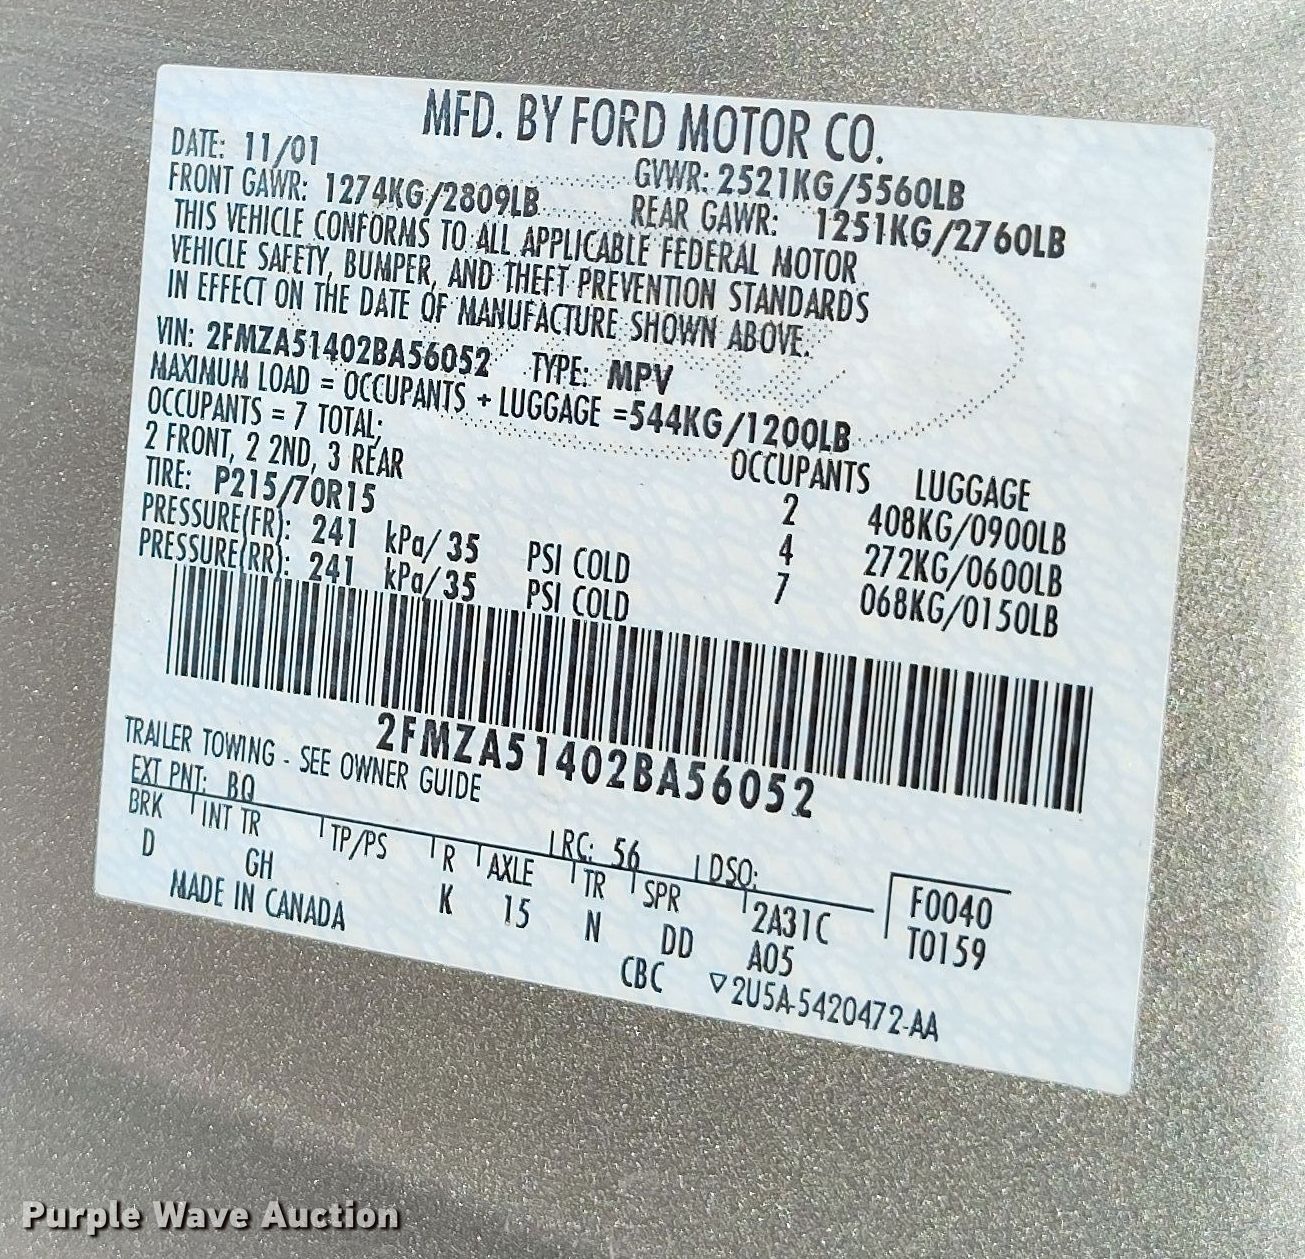 MFD. BY FORD MOTOR CO.
DATE: 11/01 GVWR: 2521KG/5560LB
FRONT GAWR: 1274KG/2809LB REAR GAWR: 1251KG/2760LB
THIS VEHICLE CONFORMS TO ALL APPLICABLE FEDERAL MOTOR
VEHICLE SAFETY, BUMPER, AND THEFT PREVENTION STANDARDS
IN EFFECT ON THE DATE OF MANUFACTURE SHOWN ABOVE.
VIN: 2FMZA51402BA56052 TYPE: MPV
MAXIMUM LOAD = OCCUPANTS + LUGGAGE =544KG/1200LB
OCCUPANTS = 7 TOTAL; OCCUPANTS LUGGAGE
2 FRONT, 2 2ND, 3 REAR 2 408KG/0900LB
TIRE: P215/70R15 4 272KG/0600LB
PRESSURE(FR): 241 kPa/35 PSI COLD 7 068KG/0150LB
PRESSURE(RR): 241 kPa/35 PSI COLD
2FMZA51402BA56052
TRAILER TOWING - SEE OWNER GUIDE
EXT PNT: BQ RC: 56 DSO:
BRK INT TR TP/PS R AXLE TR SPR 2A31C F0040
D GH K 15 N DD A05 T0159
MADE IN CANADA CBC ▽2U5A-5420472-AA
Purple Wave Auction